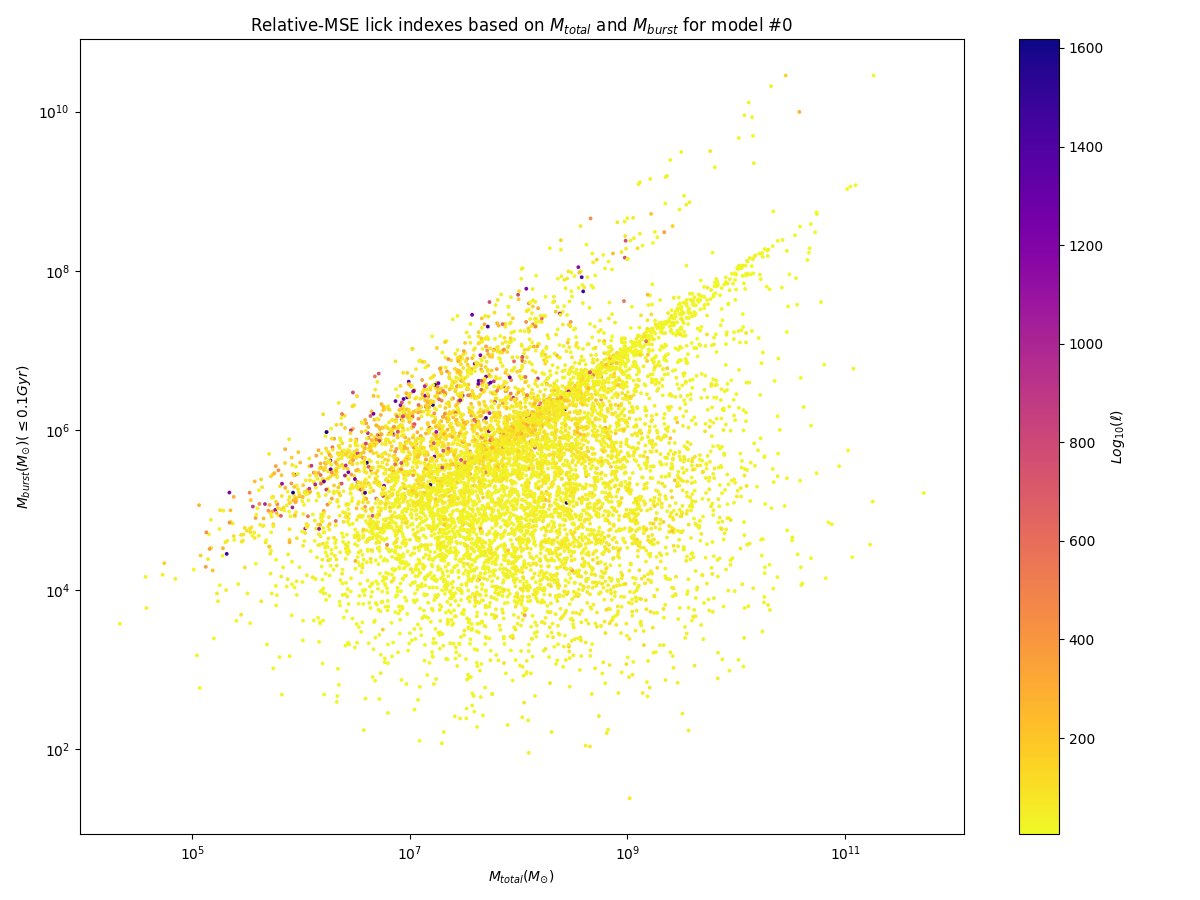 Relative-MSE lick indexes based on $M_{total}$ and $M_{burst}$ for model #0
$M_{burst}(M_{\odot})(\leq 0.1Gyr)$
$10^{10}$
$10^{8}$
$10^{6}$
$10^{4}$
$10^{2}$
$10^{5}$ $10^{7}$ $10^{9}$ $10^{11}$
$M_{total}(M_{\odot})$
1600
1400
1200
1000
800
600
400
200
$Log_{10}(\ell)$